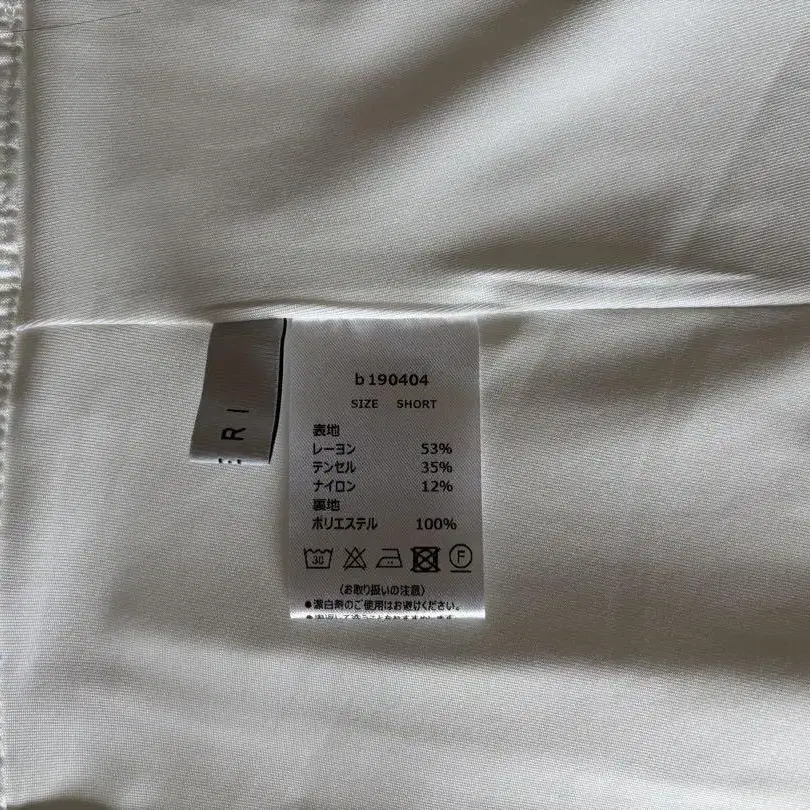 b190404
SIZE SHORT
表地
レーヨン 53%
テンセル 35%
ナイロン 12%
裏地
ポリエステル 100%
30
F
(お取り扱いの注意)
●漂白剤のご使用はお避けください。
R I